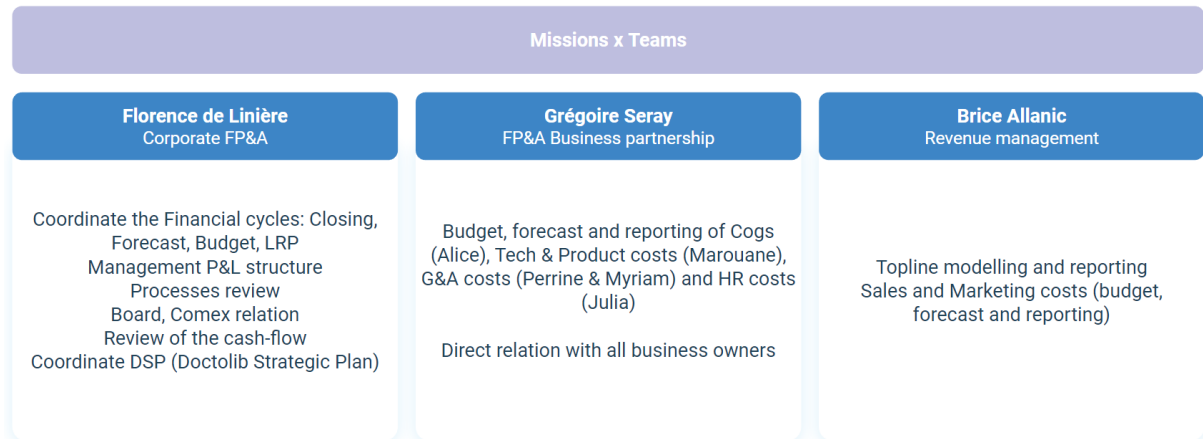 Missions x Teams
Florence de Linière
Corporate FP&A
Coordinate the Financial cycles: Closing,
Forecast, Budget, LRP
Management P&L structure
Processes review
Board, Comex relation
Review of the cash-flow
Coordinate DSP (Doctolib Strategic Plan)
Grégoire Seray
FP&A Business partnership
Budget, forecast and reporting of Cogs
(Alice), Tech & Product costs (Marouane),
G&A costs (Perrine & Myriam) and HR costs
(Julia)
Direct relation with all business owners
Brice Allanic
Revenue management
Topline modelling and reporting
Sales and Marketing costs (budget,
forecast and reporting)